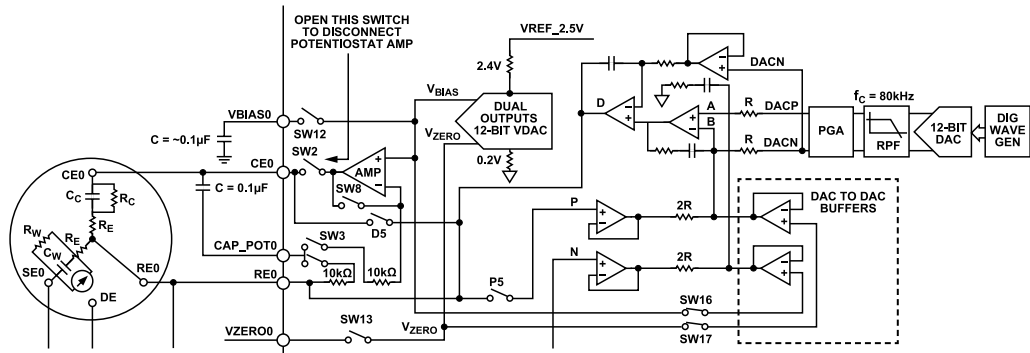 OPEN THIS SWITCH
TO DISCONNECT
POTENTIOSTAT AMP
VREF_2.5V
2.4V
VBIAS
DUAL
OUTPUTS
12-BIT VDAC
VZERO
0.2V
VBIAS0
C = ~0.1µF
SW12
CE0
SW2
AMP
+
−
SW8
D5
C = 0.1µF
CAP_POT0
SW3
10kΩ
10kΩ
RE0
VZERO0
SW13
VZERO
CE0
CC
RC
RE
RW
CW
RE
SE0
RE0
DE
−
+
DACN
D
−
+
A
B
+
−
R
DACP
R
DACN
PGA
fC = 80kHz
RPF
12-BIT
DAC
DIG
WAVE
GEN
P
+
−
2R
−
+
DAC TO DAC
BUFFERS
N
+
−
2R
−
+
P5
SW16
SW17